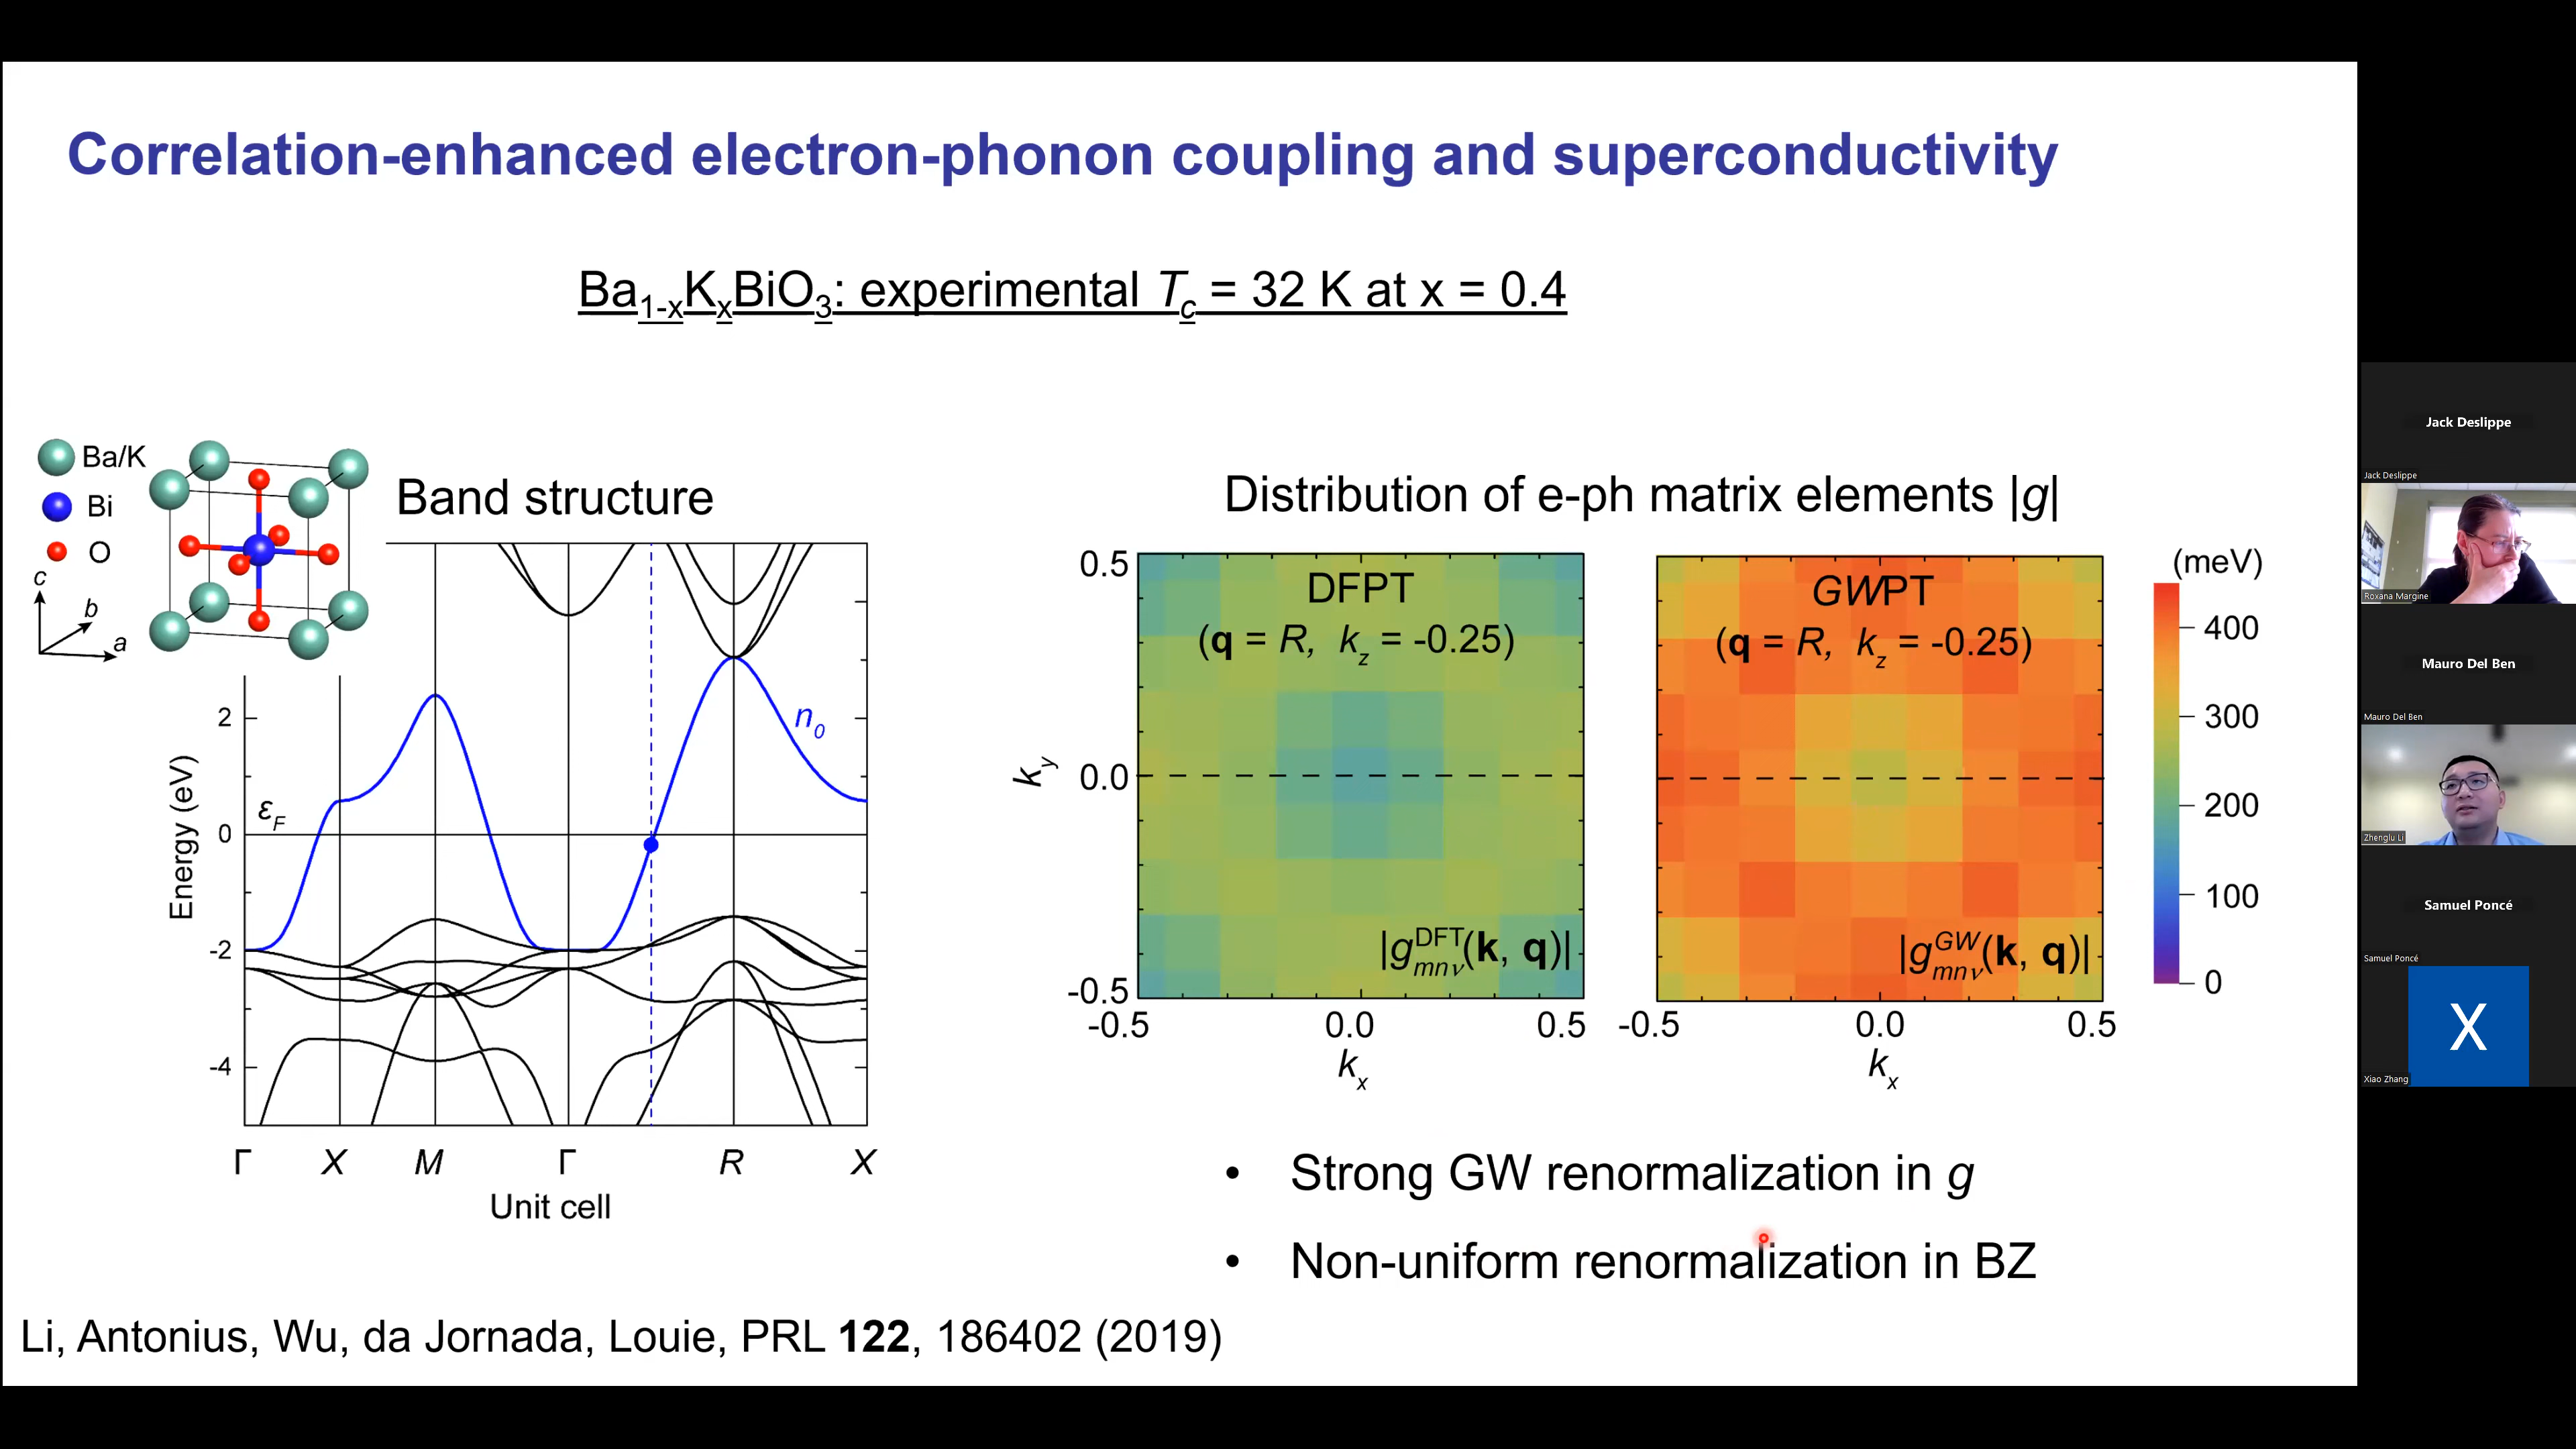 Correlation-enhanced electron-phonon coupling and superconductivity
Ba1-xKxBiO3: experimental Tc = 32 K at x = 0.4
Ba/K
Bi
O
c
b
a
Band structure
2
0
-2
-4
Energy (eV)
εF
n0
Γ X M Γ R X
Unit cell
Distribution of e-ph matrix elements |g|
DFPT
(q = R, kz = -0.25)
|g^DFT_mnν(k, q)|
0.5
0.0
-0.5
ky
-0.5 0.0 0.5
kx
GWPT
(q = R, kz = -0.25)
|g^GW_mnν(k, q)|
-0.5 0.0 0.5
kx
(meV)
400
300
200
100
0
• Strong GW renormalization in g
• Non-uniform renormalization in BZ
Li, Antonius, Wu, da Jornada, Louie, PRL 122, 186402 (2019)
Jack Deslippe
Jack Deslippe
Roxana Margine
Mauro Del Ben
Mauro Del Ben
Zhenglu Li
Samuel Poncé
Samuel Poncé
X
Xiao Zhang